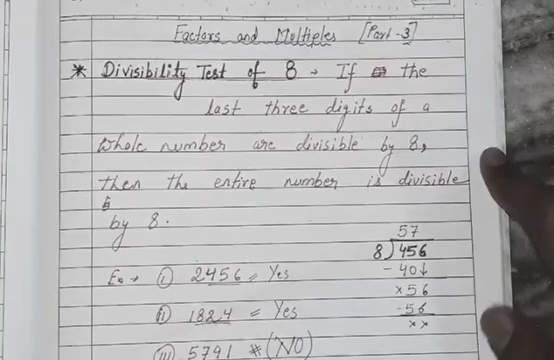 Factors and Multiples [Part-3]
* Divisibility Test of 8 → If the
last three digits of a
whole number are divisible by 8,
then the entire number is divisible
by 8.
57
8)456
- 40↓
Ex → (i) 2456 = Yes
×56
-56
(ii) 1824 = Yes
××
(iii) 5791 * (NO)